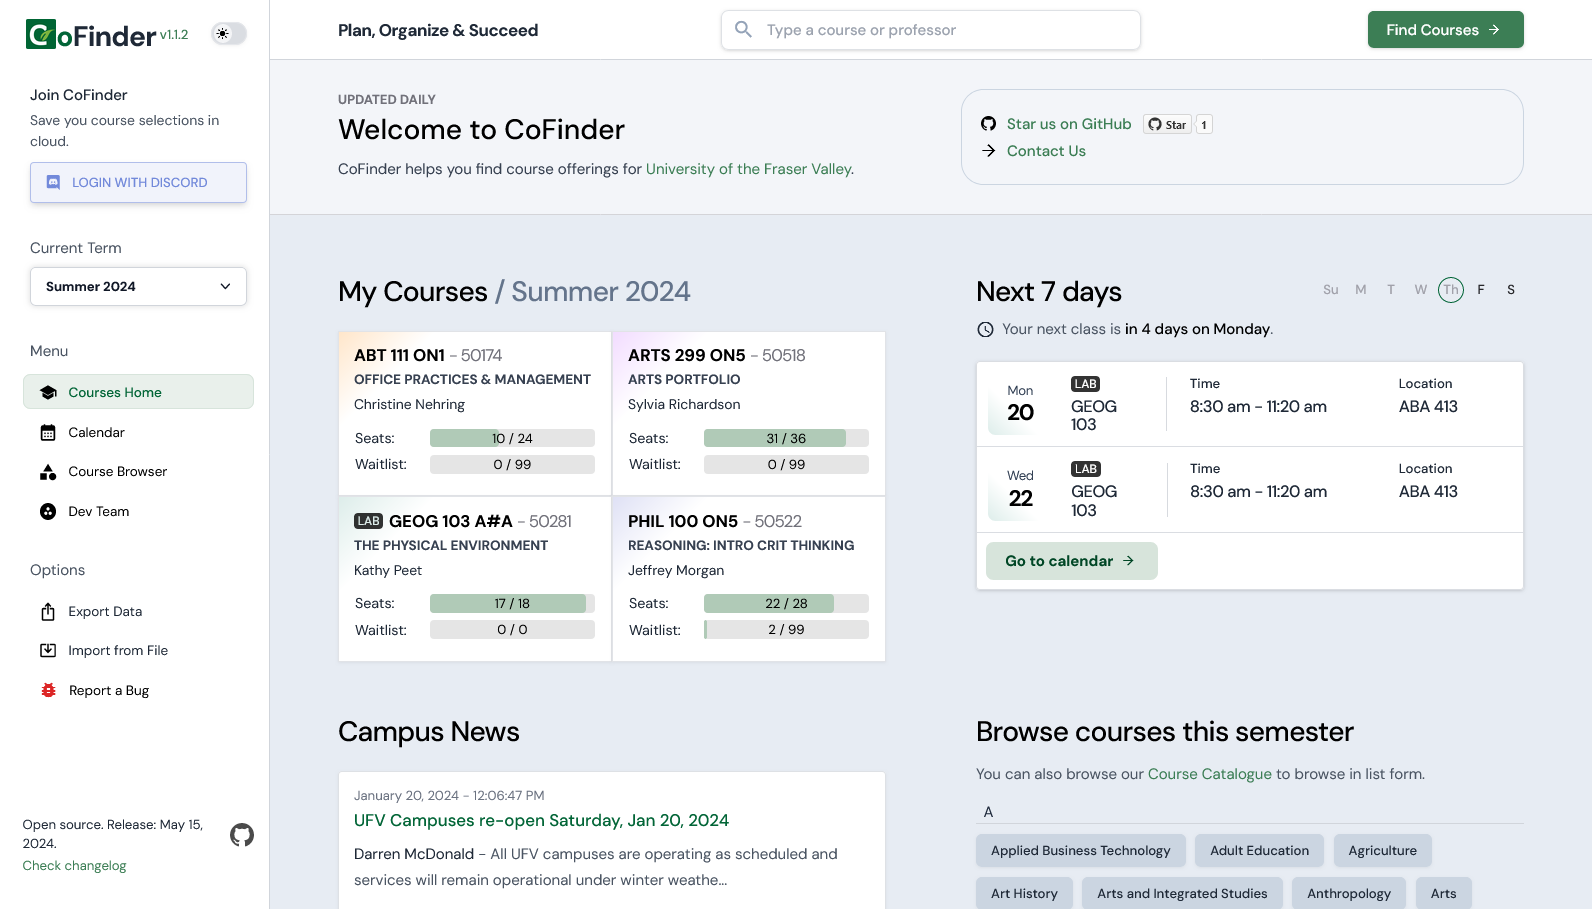 CoFinder v1.1.2
Join CoFinder
Save you course selections in
cloud.
LOGIN WITH DISCORD
Current Term
Summer 2024
Menu
Courses Home
Calendar
Course Browser
Dev Team
Options
Export Data
Import from File
Report a Bug
Open source. Release: May 15,
2024.
Check changelog
Plan, Organize & Succeed
Type a course or professor
Find Courses
UPDATED DAILY
Welcome to CoFinder
CoFinder helps you find course offerings for University of the Fraser Valley.
Star us on GitHub Star 1
Contact Us
My Courses / Summer 2024
ABT 111 ON1 - 50174
OFFICE PRACTICES & MANAGEMENT
Christine Nehring
Seats: 10 / 24
Waitlist: 0 / 99
ARTS 299 ON5 - 50518
ARTS PORTFOLIO
Sylvia Richardson
Seats: 31 / 36
Waitlist: 0 / 99
LAB GEOG 103 A#A - 50281
THE PHYSICAL ENVIRONMENT
Kathy Peet
Seats: 17 / 18
Waitlist: 0 / 0
PHIL 100 ON5 - 50522
REASONING: INTRO CRIT THINKING
Jeffrey Morgan
Seats: 22 / 28
Waitlist: 2 / 99
Next 7 days
Su M T W Th F S
Your next class is in 4 days on Monday.
Mon
20
LAB
GEOG
103
Time
8:30 am - 11:20 am
Location
ABA 413
Wed
22
LAB
GEOG
103
Time
8:30 am - 11:20 am
Location
ABA 413
Go to calendar
Campus News
January 20, 2024 - 12:06:47 PM
UFV Campuses re-open Saturday, Jan 20, 2024
Darren McDonald - All UFV campuses are operating as scheduled and
services will remain operational under winter weathe...
Browse courses this semester
You can also browse our Course Catalogue to browse in list form.
A
Applied Business Technology Adult Education Agriculture
Art History Arts and Integrated Studies Anthropology Arts